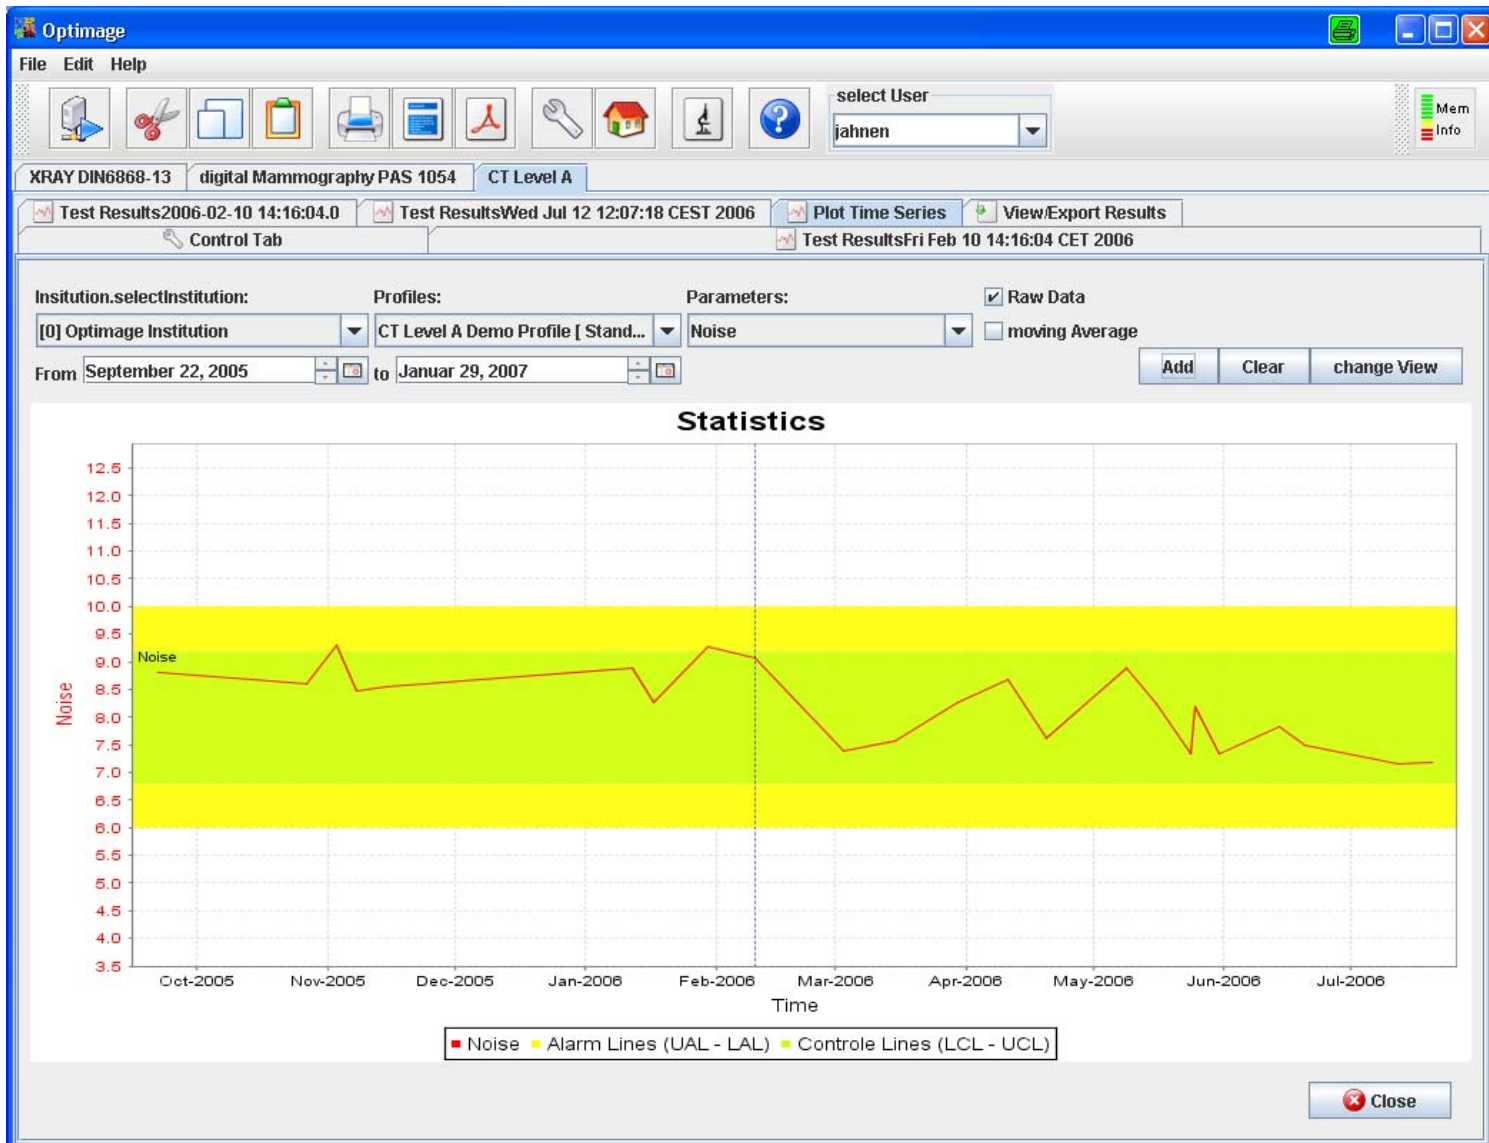 Optimage
File Edit Help
select User
jahnen
Mem
Info
XRAY DIN6868-13 digital Mammography PAS 1054 CT Level A
Test Results2006-02-10 14:16:04.0 Test ResultsWed Jul 12 12:07:18 CEST 2006 Plot Time Series View/Export Results
Control Tab Test ResultsFri Feb 10 14:16:04 CET 2006
Insitution.selectInstitution: Profiles: Parameters: Raw Data
[0] Optimage Institution CT Level A Demo Profile [ Stand... Noise moving Average
From September 22, 2005 to Januar 29, 2007 Add Clear change View
Statistics
12.5
12.0
11.5
11.0
10.5
10.0
9.5
9.0
8.5
8.0
7.5
7.0
6.5
6.0
5.5
5.0
4.5
4.0
3.5
Noise
Noise
Oct-2005 Nov-2005 Dec-2005 Jan-2006 Feb-2006 Mar-2006 Apr-2006 May-2006 Jun-2006 Jul-2006
Time
Noise Alarm Lines (UAL - LAL) Controle Lines (LCL - UCL)
Close